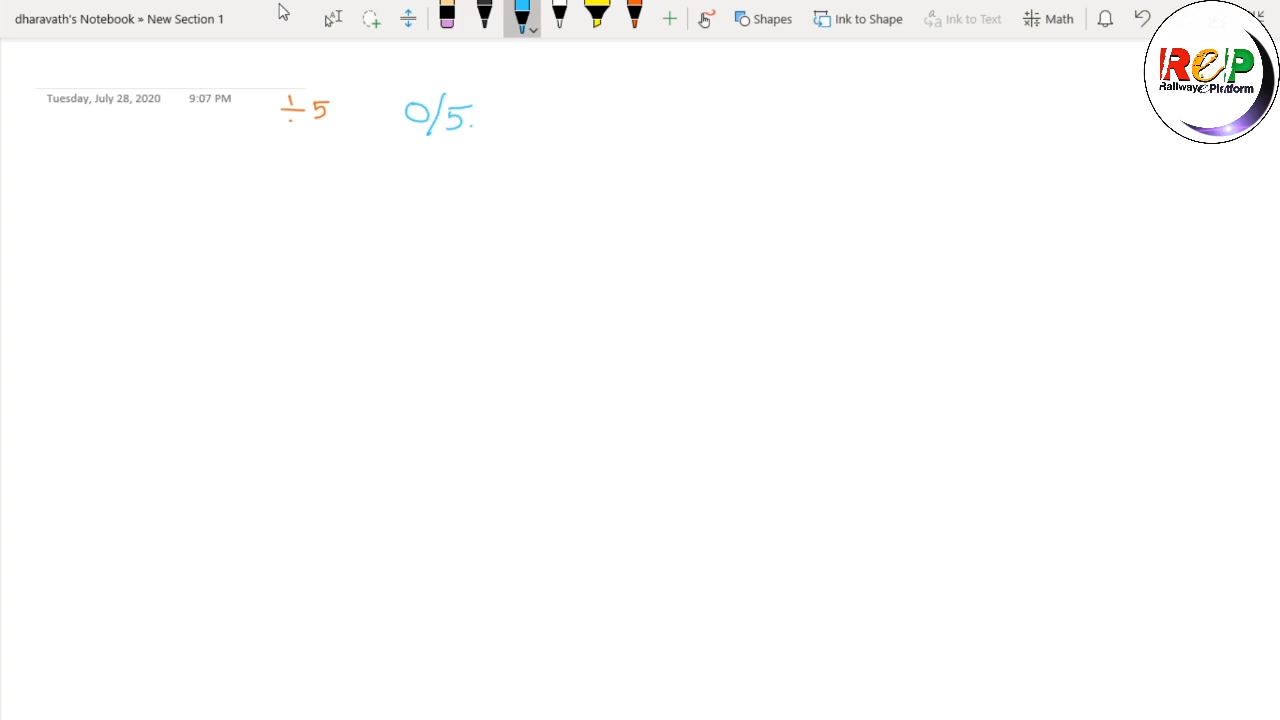 dharavath's Notebook » New Section 1
Shapes
Ink to Shape
Ink to Text
Math
ReP
Railway e Platform
Tuesday, July 28, 2020 9:07 PM
÷ 5 0/5.